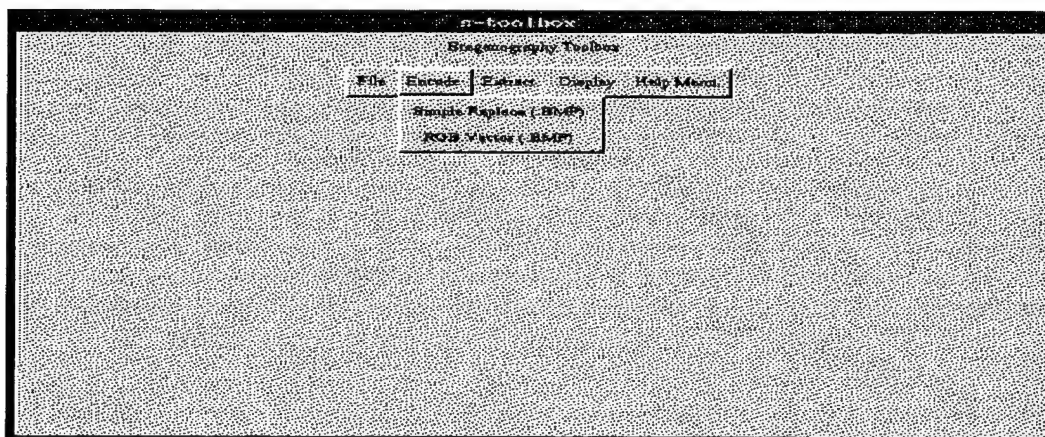 s-toolbox
Steganography Toolbox
File Encode Extract Display Help Menu
Simple Replace (.BMP)
RGB Vector (.BMP)